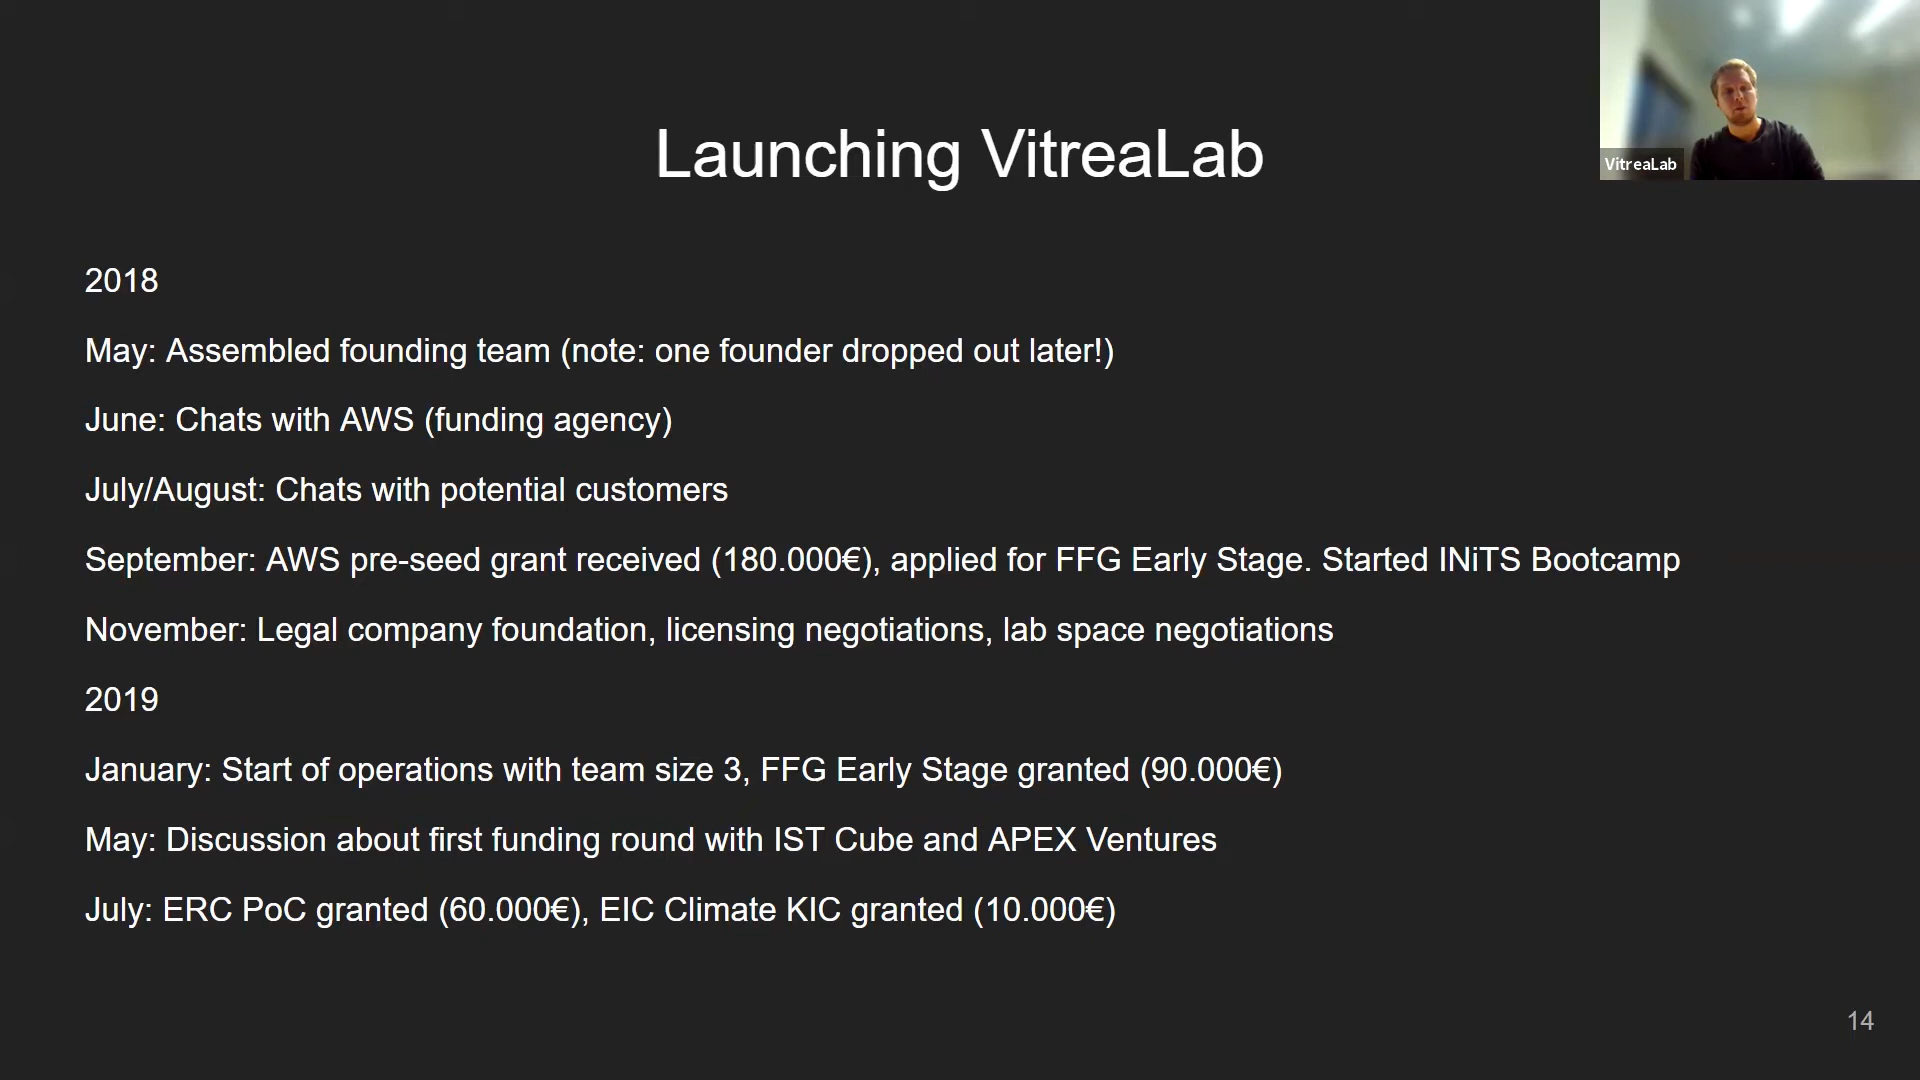 Launching VitreaLab
VitreaLab
2018
May: Assembled founding team (note: one founder dropped out later!)
June: Chats with AWS (funding agency)
July/August: Chats with potential customers
September: AWS pre-seed grant received (180.000€), applied for FFG Early Stage. Started INiTS Bootcamp
November: Legal company foundation, licensing negotiations, lab space negotiations
2019
January: Start of operations with team size 3, FFG Early Stage granted (90.000€)
May: Discussion about first funding round with IST Cube and APEX Ventures
July: ERC PoC granted (60.000€), EIC Climate KIC granted (10.000€)
14